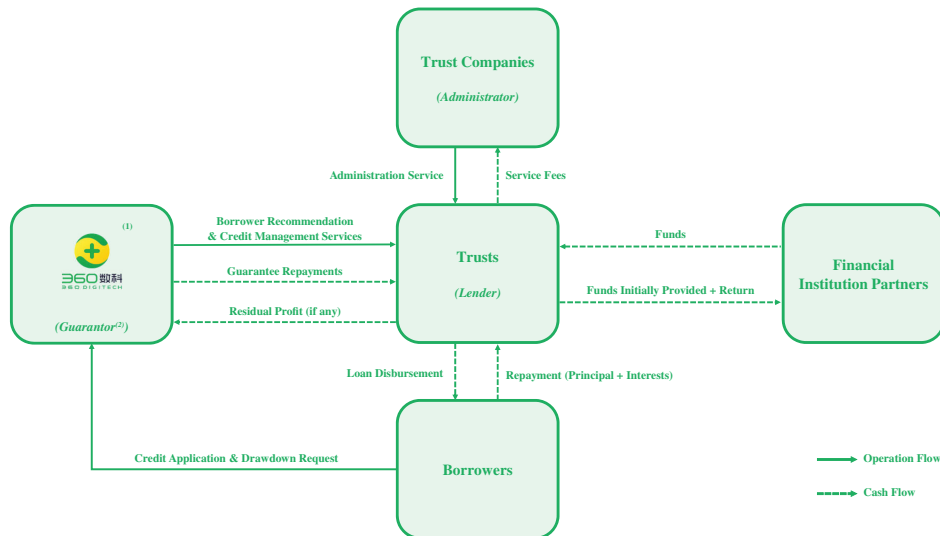 Trust Companies
(Administrator)
Administration Service
Service Fees
(1)
360数科
360 DIGITECH
(Guarantor(2))
Borrower Recommendation
& Credit Management Services
Guarantee Repayments
Residual Profit (if any)
Trusts
(Lender)
Funds
Funds Initially Provided + Return
Financial
Institution Partners
Loan Disbursement
Repayment (Principal + Interests)
Credit Application & Drawdown Request
Borrowers
Operation Flow
Cash Flow